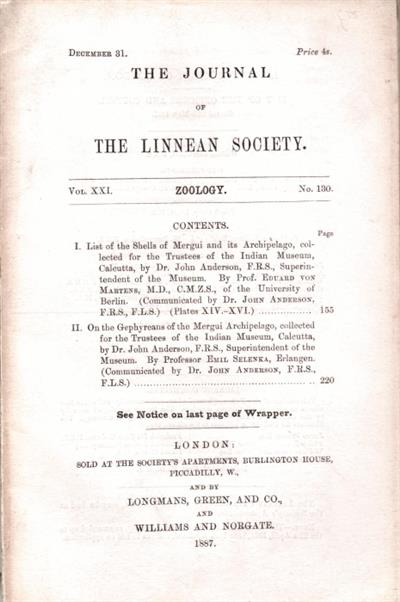 DECEMBER 31. Price 4s.
THE JOURNAL
OF
THE LINNEAN SOCIETY.
VOL. XXI. ZOOLOGY. No. 130.
CONTENTS.
Page
I. List of the Shells of Mergui and its Archipelago, col-
lected for the Trustees of the Indian Museum,
Calcutta, by Dr. John Anderson, F.R.S., Superin-
tendent of the Museum. By Prof. EDUARD VON
MARTENS, M.D., C.M.Z.S., of the University of
Berlin. (Communicated by Dr. JOHN ANDERSON,
F.R.S., F.L.S.) (Plates XIV.-XVI.) ................ 155
II. On the Gephyreans of the Mergui Archipelago, collected
for the Trustees of the Indian Museum, Calcutta,
by Dr. John Anderson, F.R.S., Superintendent of the
Museum. By Professor EMIL SELENKA, Erlangen.
(Communicated by Dr. JOHN ANDERSON, F.R.S.,
F.L.S.) ................................................ 220
See Notice on last page of Wrapper.
LONDON:
SOLD AT THE SOCIETY'S APARTMENTS, BURLINGTON HOUSE,
PICCADILLY, W.,
AND BY
LONGMANS, GREEN, AND CO.,
AND
WILLIAMS AND NORGATE.
1887.